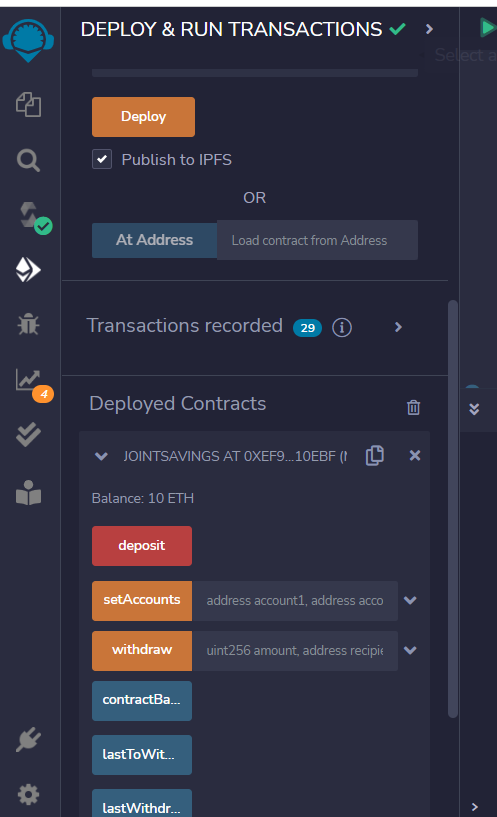 DEPLOY & RUN TRANSACTIONS
Select a
Deploy
Publish to IPFS
OR
At Address Load contract from Address
Transactions recorded 29 i
4
Deployed Contracts
JOINTSAVINGS AT 0XEF9...10EBF (
Balance: 10 ETH
deposit
setAccounts address account1, address acco
withdraw uint256 amount, address recipie
contractBa...
lastToWit...
lastWithdr...